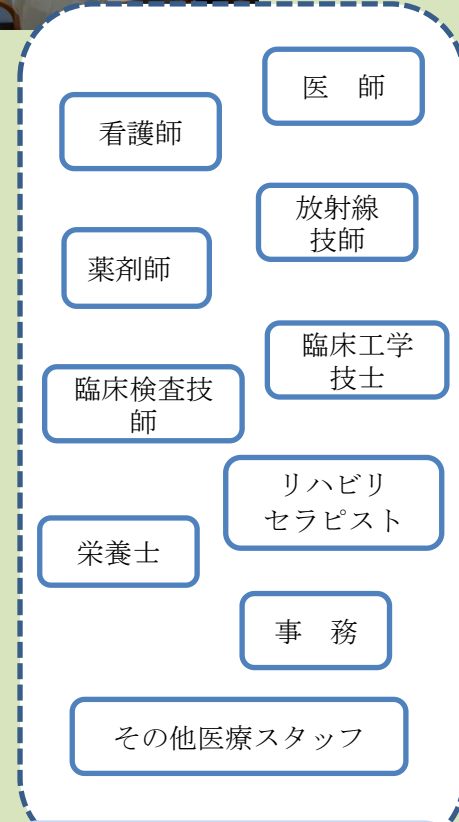 医　師
看護師
放射線
技師
薬剤師
臨床工学
技士
臨床検査技
師
リハビリ
セラピスト
栄養士
事　務
その他医療スタッフ